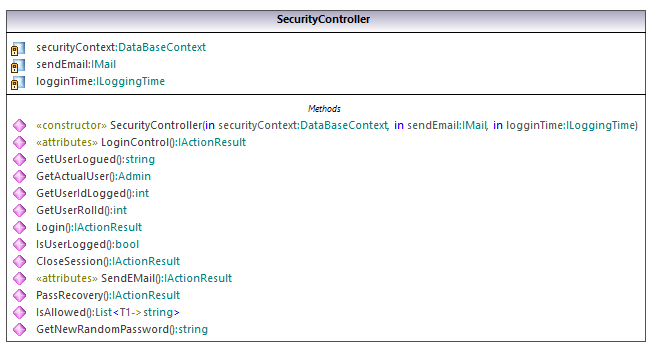 SecurityController
securityContext:DataBaseContext
sendEmail:IMail
logginTime:ILoggingTime
Methods
«constructor» SecurityController(in securityContext:DataBaseContext, in sendEmail:IMail, in logginTime:ILoggingTime)
«attributes» LoginControl():IActionResult
GetUserLogued():string
GetActualUser():Admin
GetUserIdLogged():int
GetUserRolId():int
Login():IActionResult
IsUserLogged():bool
CloseSession():IActionResult
«attributes» SendEMail():IActionResult
PassRecovery():IActionResult
IsAllowed():List<T1->string>
GetNewRandomPassword():string